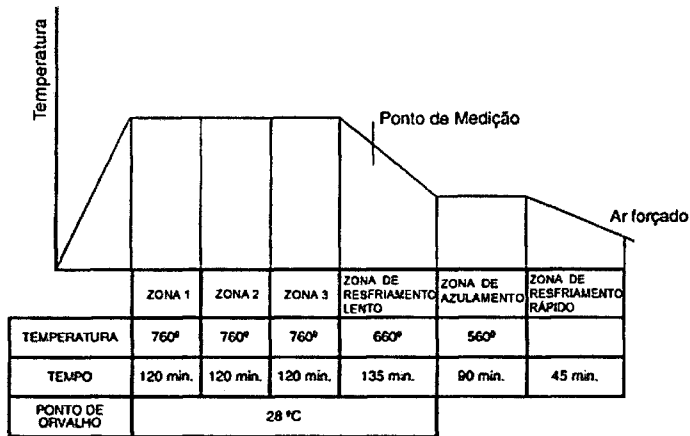 Temperatura
Ponto de Medição
Ar forçado
ZONA 1
ZONA 2
ZONA 3
ZONA DE
RESFRIAMENTO
LENTO
ZONA DE
AZULAMENTO
ZONA DE
RESFRIAMENTO
RÁPIDO
TEMPERATURA 760º 760º 760º 660º 560º
TEMPO 120 min. 120 min. 120 min. 135 min. 90 min. 45 min.
PONTO DE
ORVALHO
28 ºC